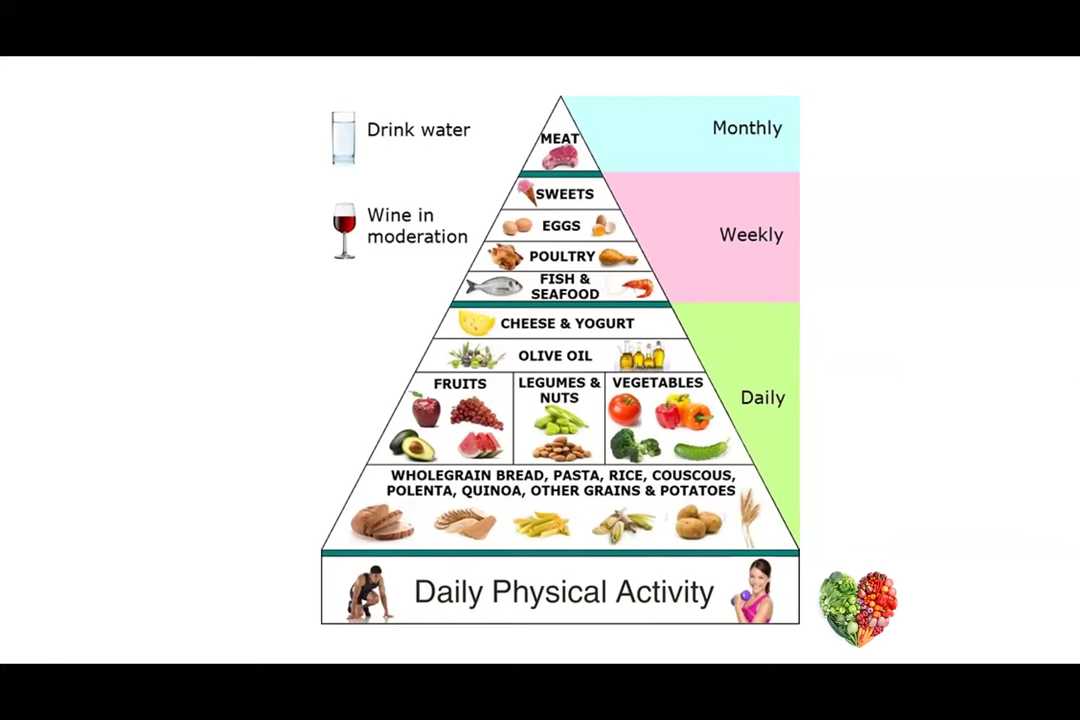 Drink water
Wine in
moderation
MEAT
Monthly
SWEETS
EGGS
POULTRY
FISH &
SEAFOOD
Weekly
CHEESE & YOGURT
OLIVE OIL
FRUITS
LEGUMES &
NUTS
VEGETABLES
Daily
WHOLEGRAIN BREAD, PASTA, RICE, COUSCOUS,
POLENTA, QUINOA, OTHER GRAINS & POTATOES
Daily Physical Activity